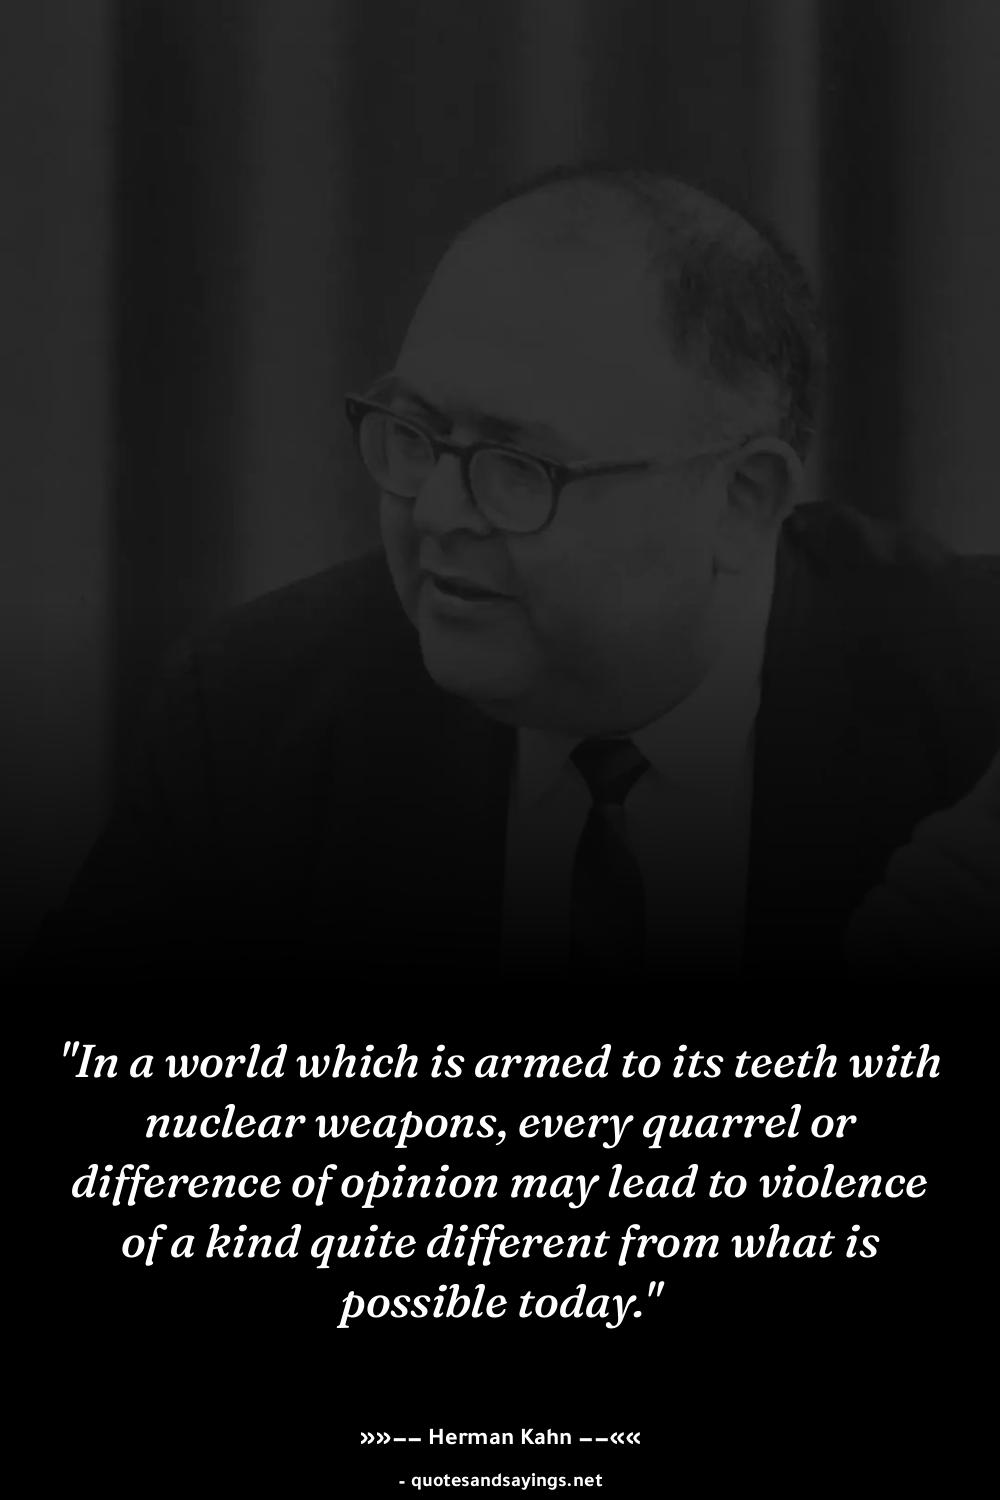 "In a world which is armed to its teeth with
nuclear weapons, every quarrel or
difference of opinion may lead to violence
of a kind quite different from what is
possible today."
»»−− Herman Kahn −−««
- quotesandsayings.net